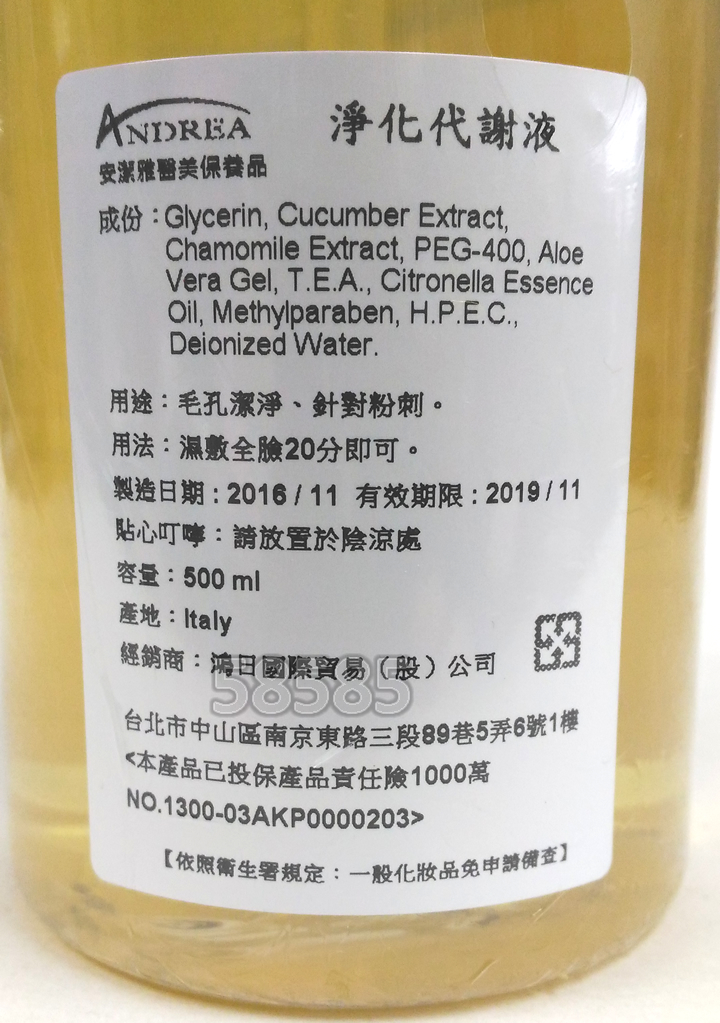 ANDREA
淨化代謝液
安潔雅醫美保養品
成份：Glycerin, Cucumber Extract,
Chamomile Extract, PEG-400, Aloe
Vera Gel, T.E.A., Citronella Essence
Oil, Methylparaben, H.P.E.C.,
Deionized Water.
用途：毛孔潔淨、針對粉刺。
用法：濕敷全臉20分即可。
製造日期：2016 / 11 有效期限：2019 / 11
貼心叮嚀：請放置於陰涼處
容量：500 ml
產地：Italy
經銷商：鴻日國際貿易（股）公司
58585
台北市中山區南京東路三段89巷5弄6號1樓
<本產品已投保產品責任險1000萬
NO.1300-03AKP0000203>
【依照衛生署規定：一般化妝品免申請備查】